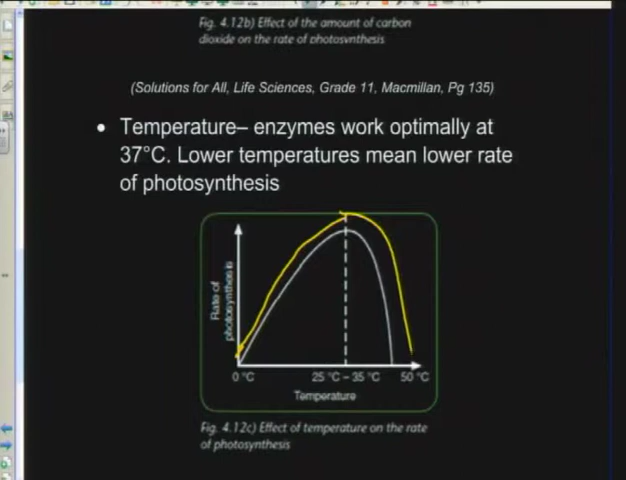 Fig. 4.12b) Effect of the amount of carbon
dioxide on the rate of photosynthesis
(Solutions for All, Life Sciences, Grade 11, Macmillan, Pg 135)
• Temperature– enzymes work optimally at
37°C. Lower temperatures mean lower rate
of photosynthesis
Rate of
photosynthesis
0 °C 25 °C – 35 °C 50 °C
Temperature
Fig. 4.12c) Effect of temperature on the rate
of photosynthesis